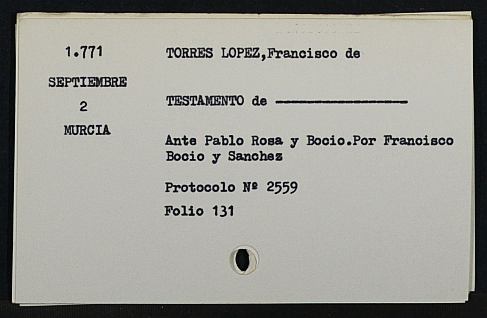 1.771
TORRES LOPEZ,Francisco de
SEPTIEMBRE
2
TESTAMENTO de ----------------------
MURCIA
Ante Pablo Rosa y Bocio.Por Francisco
Bocio y Sanchez
Protocolo Nº 2559
Folio 131